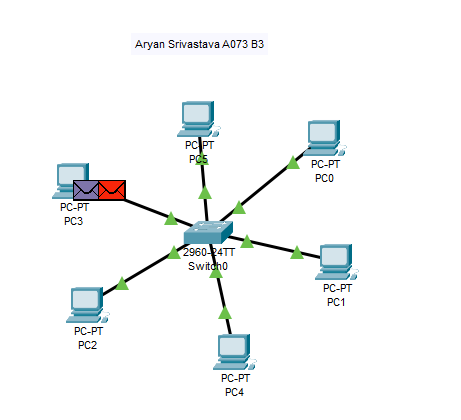 Aryan Srivastava A073 B3
PC-PT
PC5
PC-PT
PC0
PC-PT
PC3
2960-24TT
Switch0
PC-PT
PC1
PC-PT
PC2
PC-PT
PC4